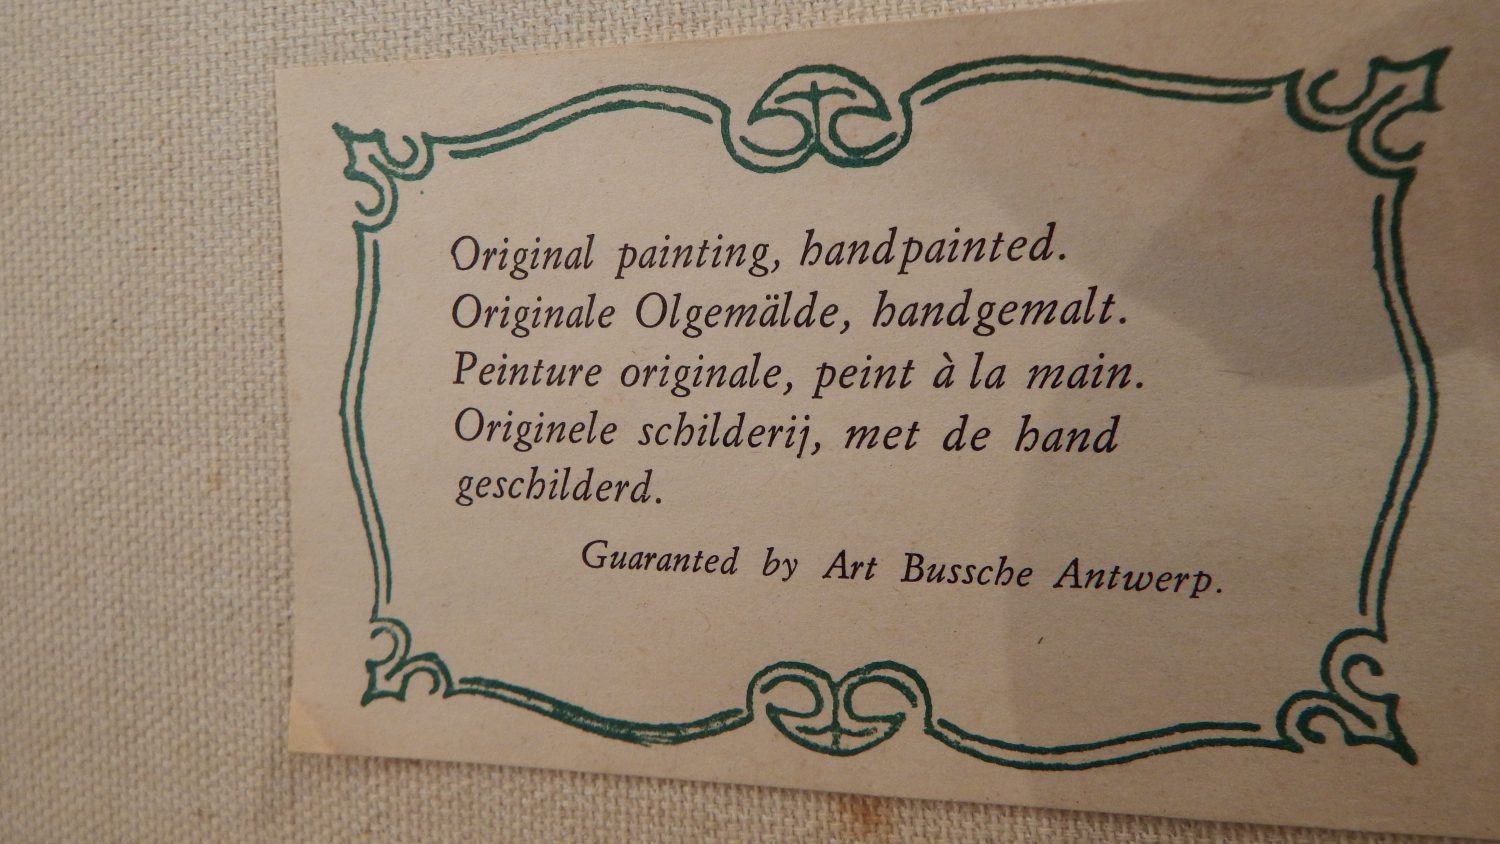 Original painting, handpainted.
Originale Olgemälde, handgemalt.
Peinture originale, peint à la main.
Originele schilderij, met de hand
geschilderd.
Guaranted by Art Bussche Antwerp.